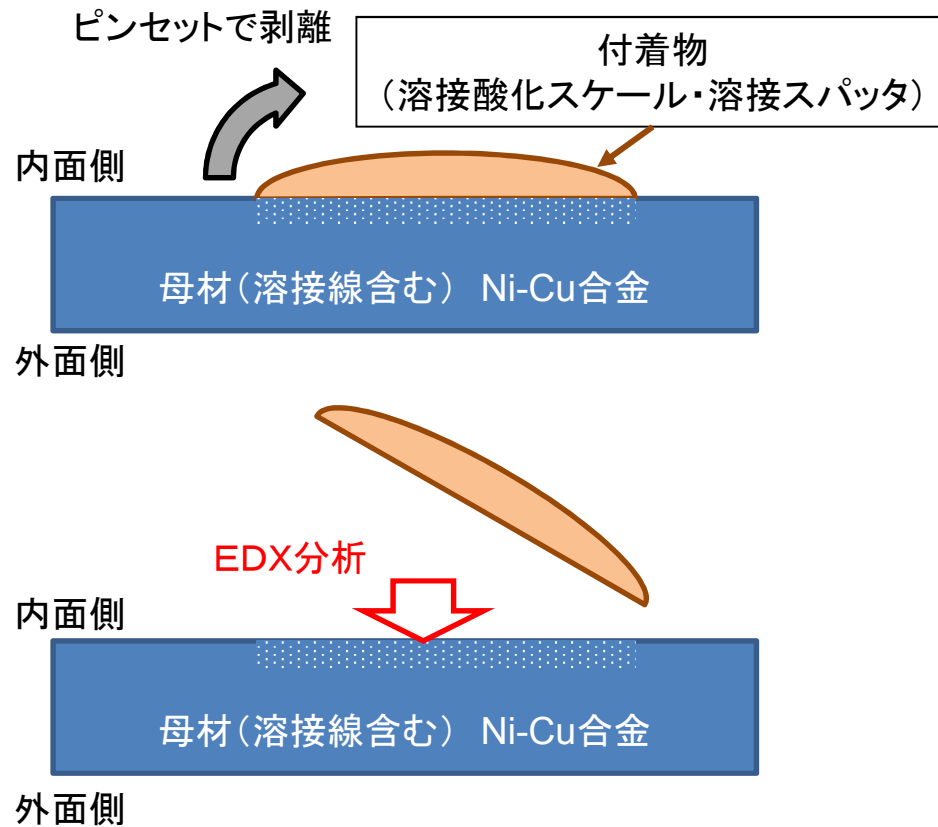 ピンセットで剥離
付着物
（溶接酸化スケール・溶接スパッタ）
内面側
母材（溶接線含む） Ni-Cu合金
外面側
EDX分析
内面側
母材（溶接線含む） Ni-Cu合金
外面側